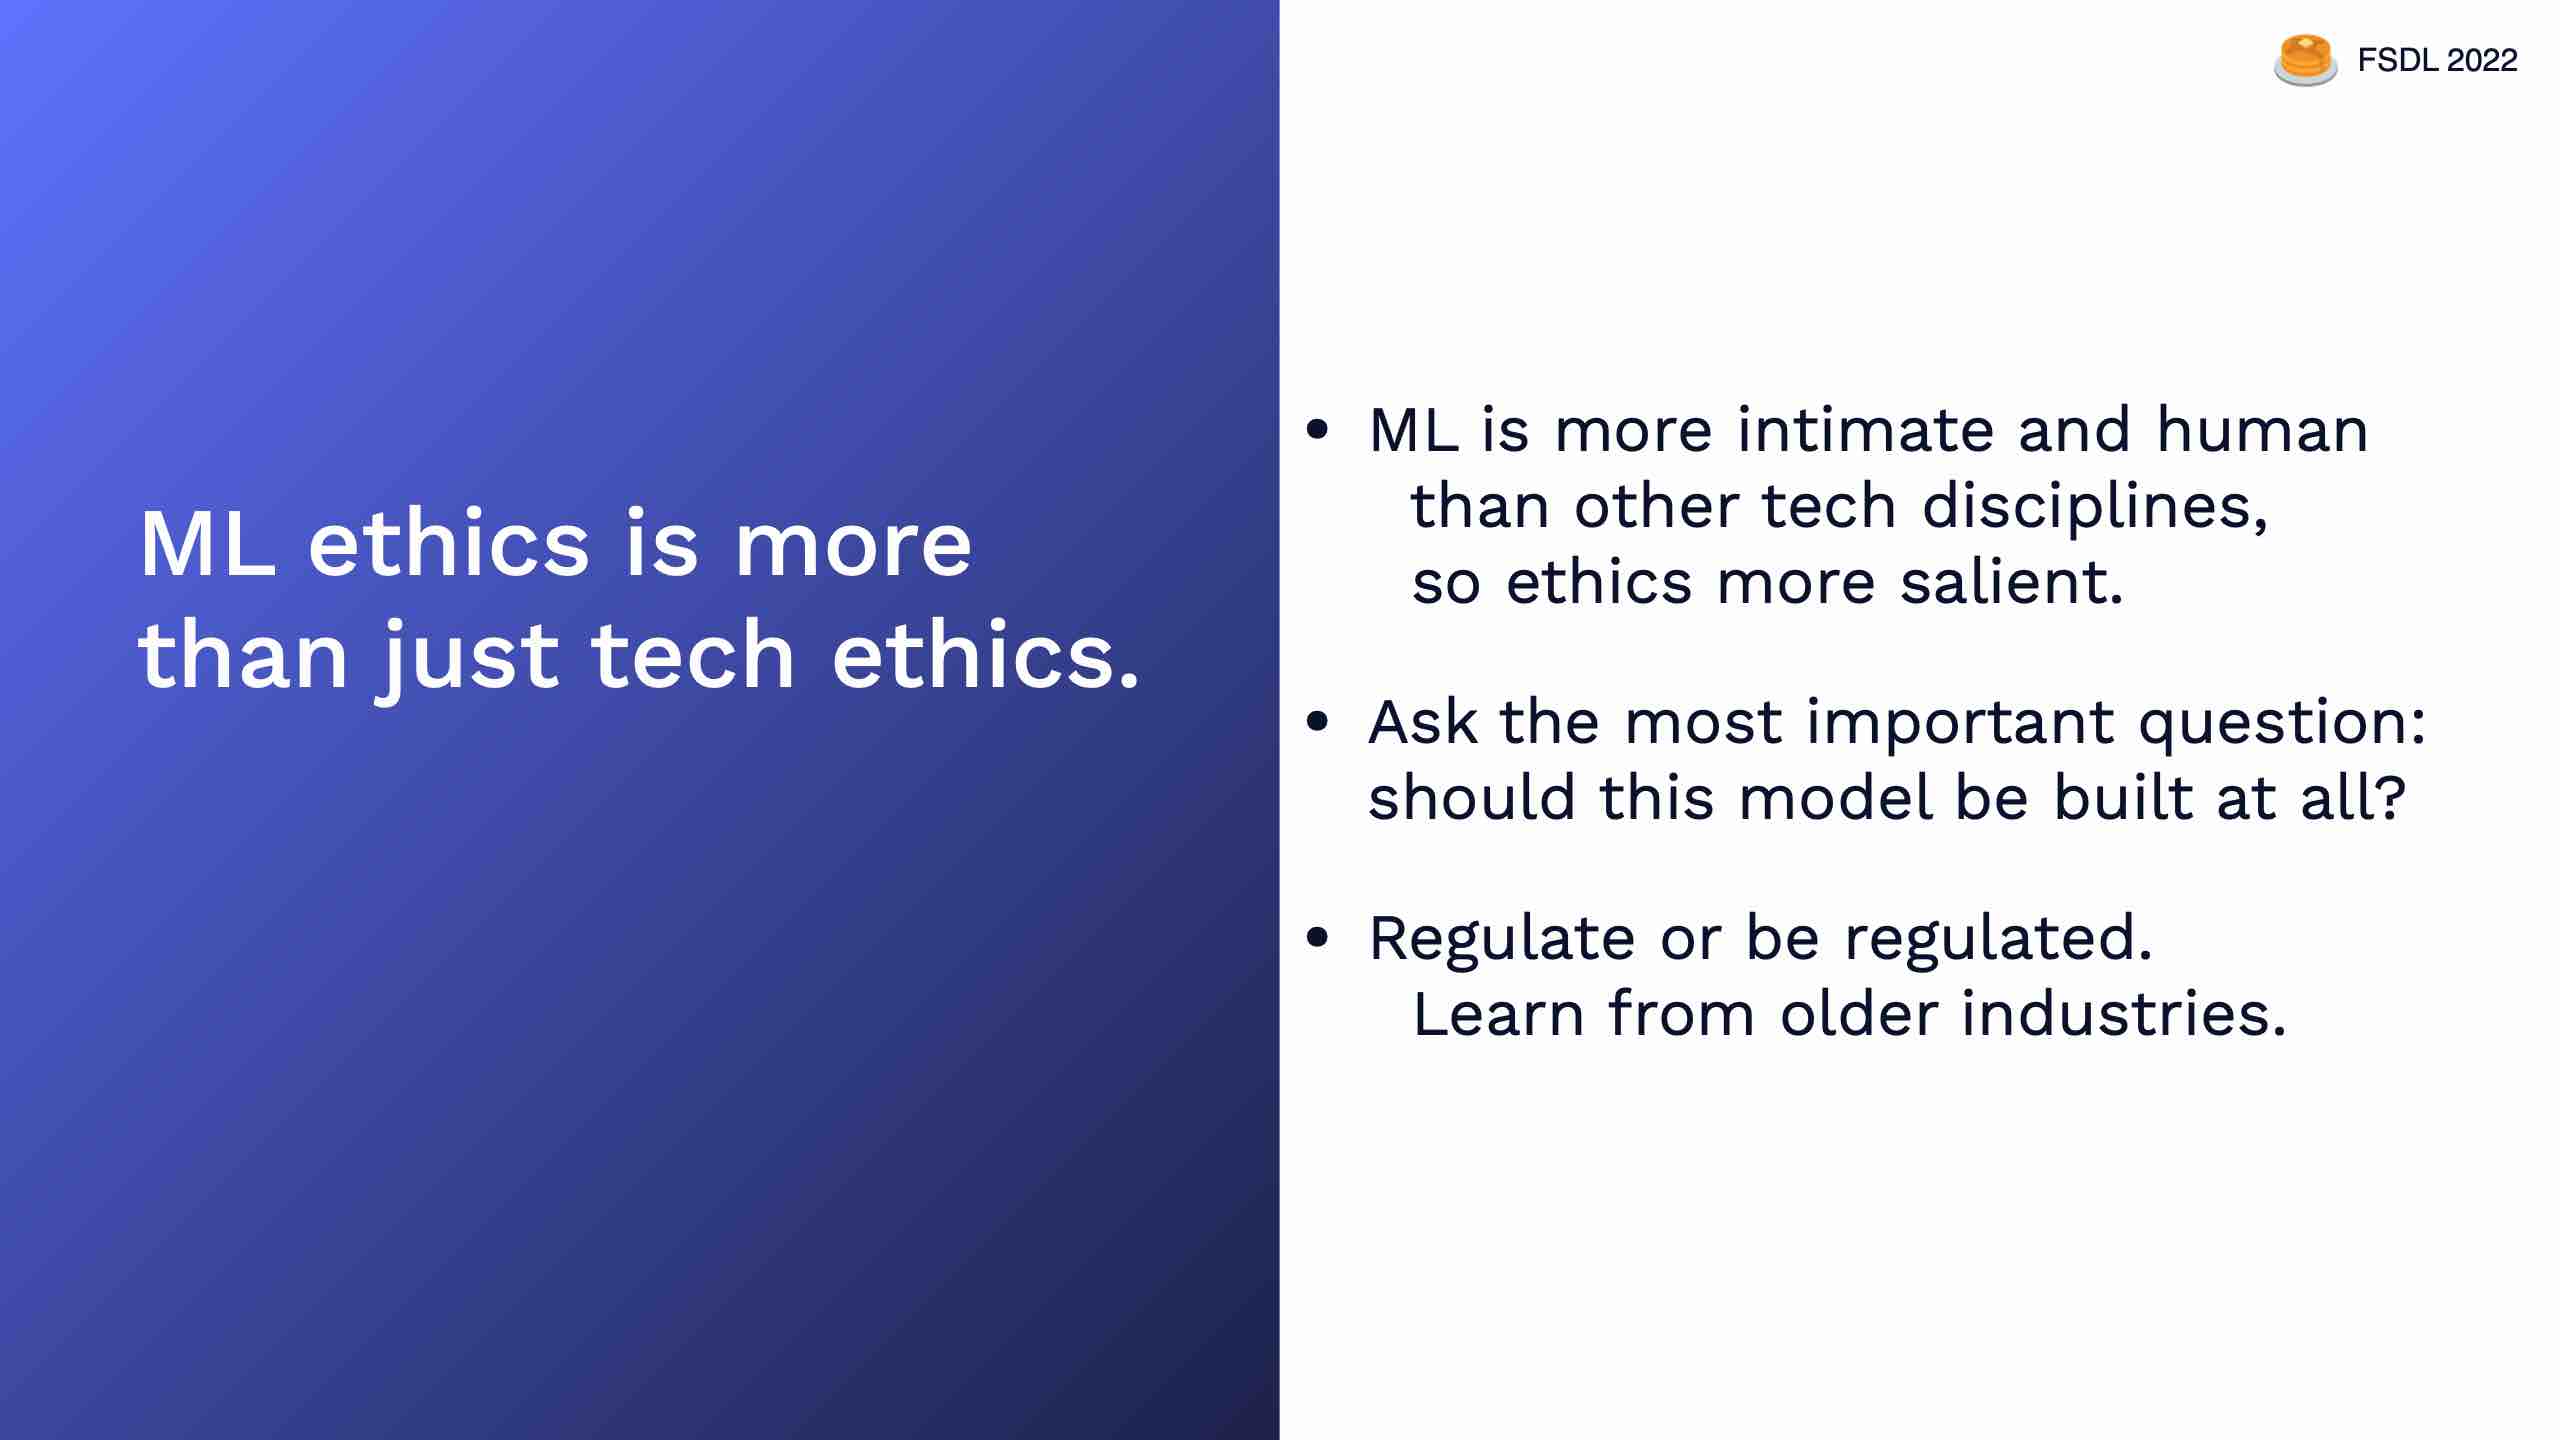 FSDL 2022
ML ethics is more
than just tech ethics.
• ML is more intimate and human
than other tech disciplines,
so ethics more salient.
• Ask the most important question:
should this model be built at all?
• Regulate or be regulated.
Learn from older industries.